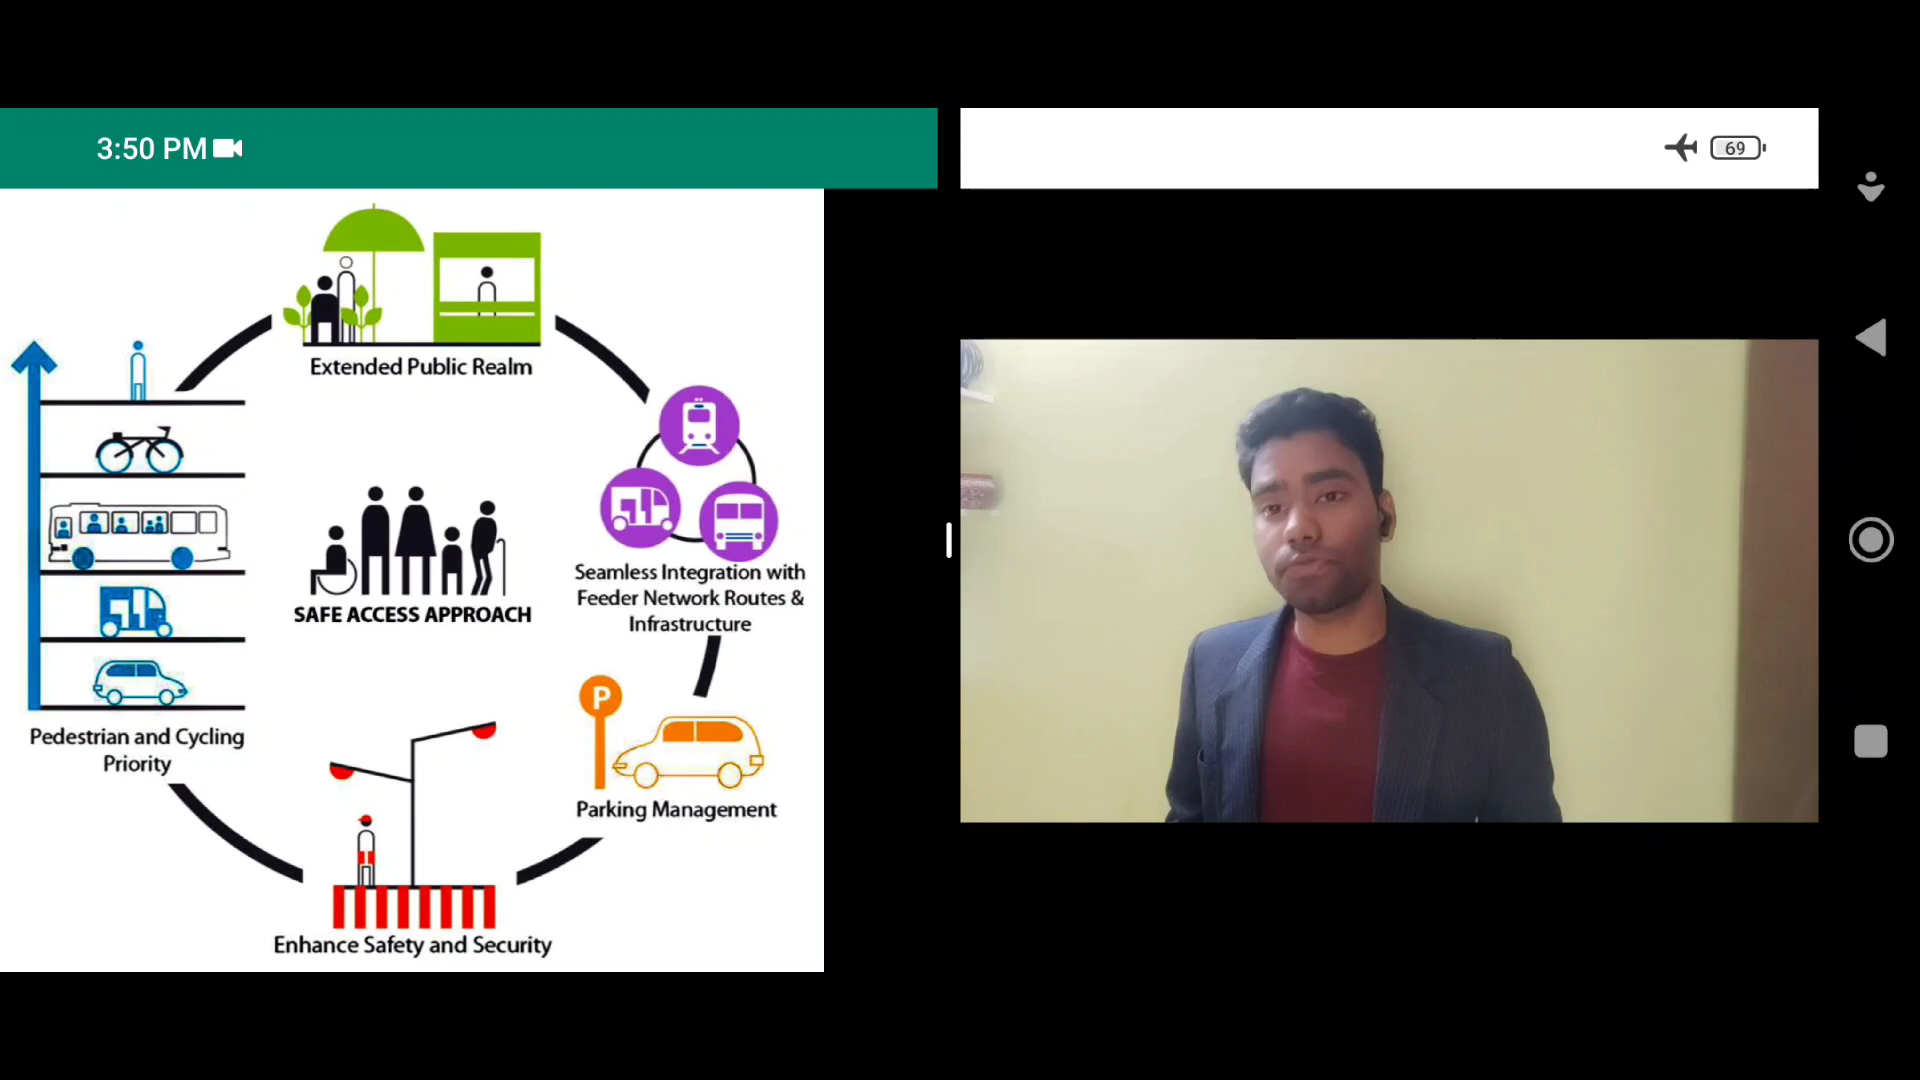 3:50 PM
69
Extended Public Realm
SAFE ACCESS APPROACH
Seamless Integration with
Feeder Network Routes &
Infrastructure
P
Parking Management
Pedestrian and Cycling
Priority
Enhance Safety and Security